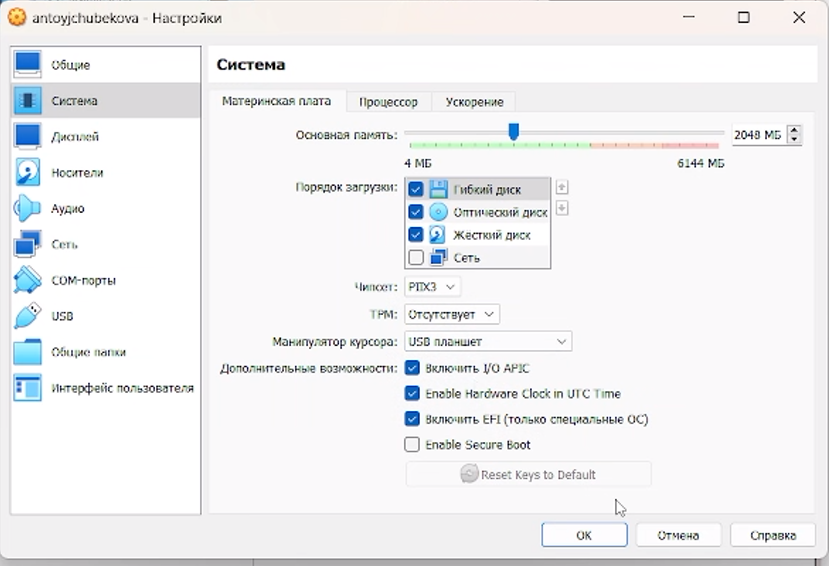 antoyjchubekova - Настройки
Общие
Система
Дисплей
Носители
Аудио
Сеть
COM-порты
USB
Общие папки
Интерфейс пользователя
Система
Материнская плата
Процессор
Ускорение
Основная память:
2048 МБ
4 МБ
6144 МБ
Порядок загрузки:
Гибкий диск
Оптический диск
Жесткий диск
Сеть
Чипсет:
PIIX3
TPM:
Отсутствует
Манипулятор курсора:
USB планшет
Дополнительные возможности:
Включить I/O APIC
Enable Hardware Clock in UTC Time
Включить EFI (только специальные ОС)
Enable Secure Boot
Reset Keys to Default
OK
Отмена
Справка